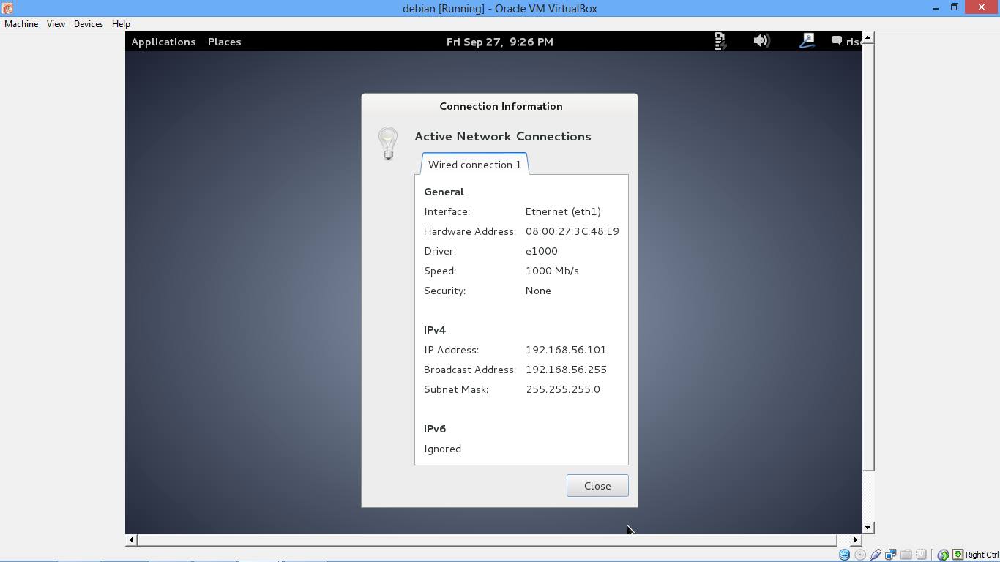 debian [Running] - Oracle VM VirtualBox
Machine View Devices Help
Applications Places Fri Sep 27, 9:26 PM
Connection Information
Active Network Connections
Wired connection 1
General
Interface: Ethernet (eth1)
Hardware Address: 08:00:27:3C:48:E9
Driver: e1000
Speed: 1000 Mb/s
Security: None
IPv4
IP Address: 192.168.56.101
Broadcast Address: 192.168.56.255
Subnet Mask: 255.255.255.0
IPv6
Ignored
Close
Right Ctrl